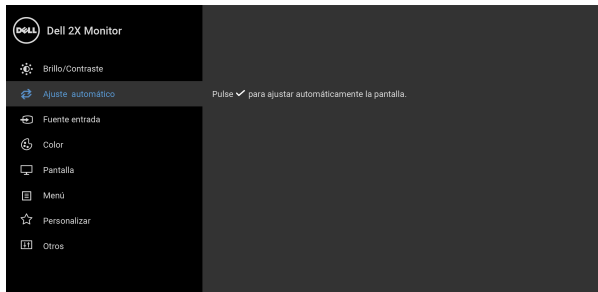 DELL
Dell 2X Monitor
Brillo/Contraste
Ajuste automático
Pulse ✓ para ajustar automáticamente la pantalla.
Fuente entrada
Color
Pantalla
Menú
Personalizar
Otros